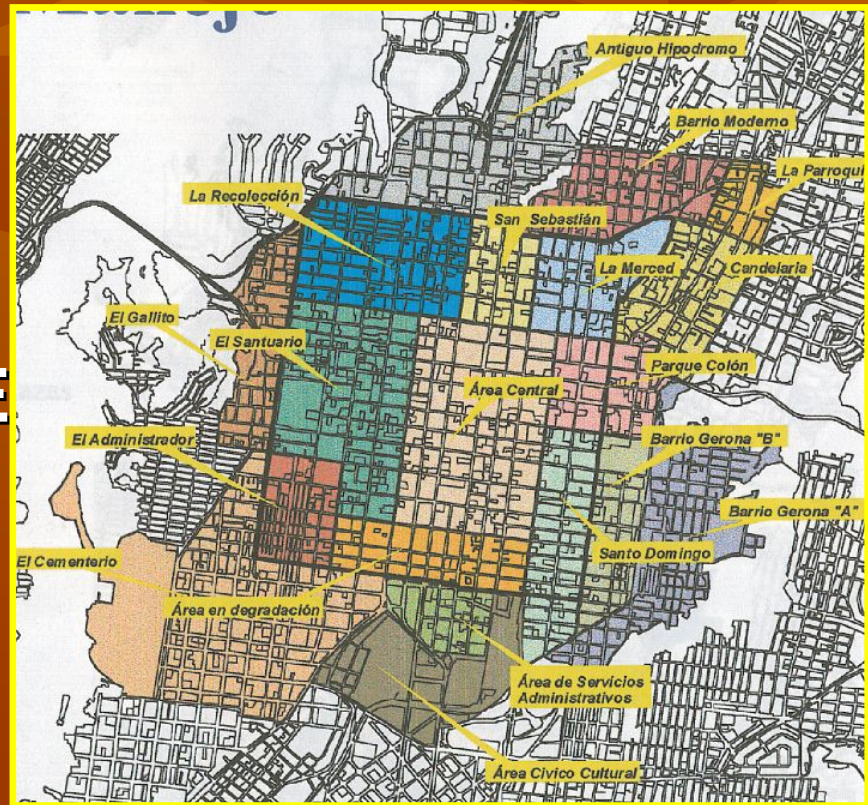 Manejo
Antiguo Hipodromo
Barrio Moderno
La Parroqui
La Recolección
San Sebastián
La Merced
Candelaria
El Gallito
El Santuario
Parque Colón
Área Central
El Administrador
Barrio Gerona "B"
Barrio Gerona "A"
Santo Domingo
El Cementerio
Área en degradación
Área de Servicios
Administrativos
Área Civico Cultural